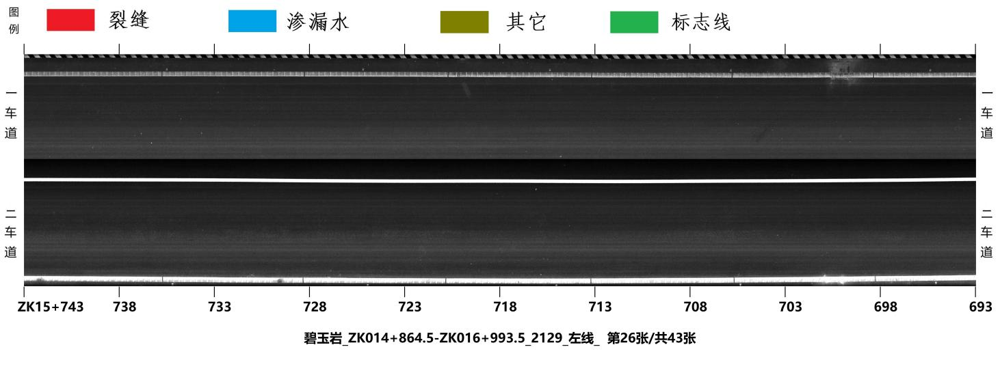 图例
裂缝 渗漏水 其它 标志线
一车道 一车道
二车道 二车道
ZK15+743 738 733 728 723 718 713 708 703 698 693
碧玉岩_ZK014+864.5-ZK016+993.5_2129_左线_ 第26张/共43张